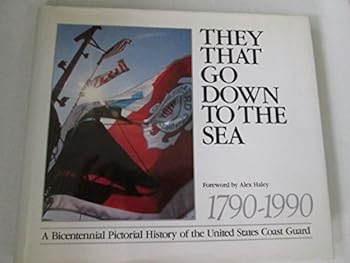 THEY
THAT
GO
DOWN
TO THE
SEA
Foreword by Alex Haley
1790-1990
A Bicentennial Pictorial History of the United States Coast Guard